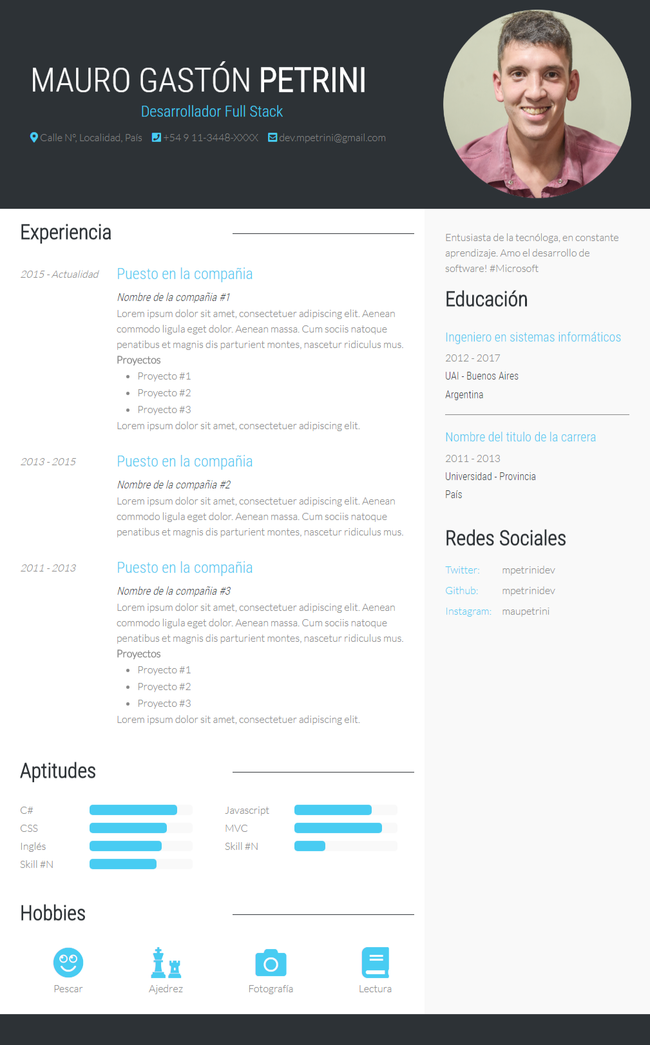 MAURO GASTÓN PETRINI
Desarrollador Full Stack
Calle Nº, Localidad, País +54 9 11-3448-XXXX dev.mpetrini@gmail.com
Experiencia
2015 - Actualidad
Puesto en la compañia
Nombre de la compañia #1
Lorem ipsum dolor sit amet, consectetuer adipiscing elit. Aenean
commodo ligula eget dolor. Aenean massa. Cum sociis natoque
penatibus et magnis dis parturient montes, nascetur ridiculus mus.
Proyectos
Proyecto #1
Proyecto #2
Proyecto #3
Lorem ipsum dolor sit amet, consectetuer adipiscing elit.
2013 - 2015
Puesto en la compañia
Nombre de la compañia #2
Lorem ipsum dolor sit amet, consectetuer adipiscing elit. Aenean
commodo ligula eget dolor. Aenean massa. Cum sociis natoque
penatibus et magnis dis parturient montes, nascetur ridiculus mus.
2011 - 2013
Puesto en la compañia
Nombre de la compañia #3
Lorem ipsum dolor sit amet, consectetuer adipiscing elit. Aenean
commodo ligula eget dolor. Aenean massa. Cum sociis natoque
penatibus et magnis dis parturient montes, nascetur ridiculus mus.
Proyectos
Proyecto #1
Proyecto #2
Proyecto #3
Lorem ipsum dolor sit amet, consectetuer adipiscing elit.
Aptitudes
C#
CSS
Inglés
Skill #N
Javascript
MVC
Skill #N
Hobbies
Pescar
Ajedrez
Fotografía
Lectura
Entusiasta de la tecnóloga, en constante
aprendizaje. Amo el desarrollo de
software! #Microsoft
Educación
Ingeniero en sistemas informáticos
2012 - 2017
UAI - Buenos Aires
Argentina
Nombre del titulo de la carrera
2011 - 2013
Universidad - Provincia
País
Redes Sociales
Twitter: mpetrinidev
Github: mpetrinidev
Instagram: maupetrini